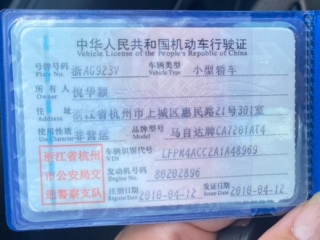 中华人民共和国机动车行驶证
Vehicle License of the People's Republic of China
号牌号码 Plate No. 浙AG923V 车辆类型 Vehicle Type 小型轿车
所有人 Owner 倪华颖
住址 Address 浙江省杭州市上城区惠民路21号301室
使用性质 Use Character 非营运 品牌型号 Model 马自达牌CA7201AT4
浙江省杭州市公安局交通警察支队
车辆识别代号 VIN LFPM4ACC2A1A48969
发动机号码 Engine No. 80202896
注册日期 Register Date 2010-04-12 发证日期 Issue Date 2010-04-12